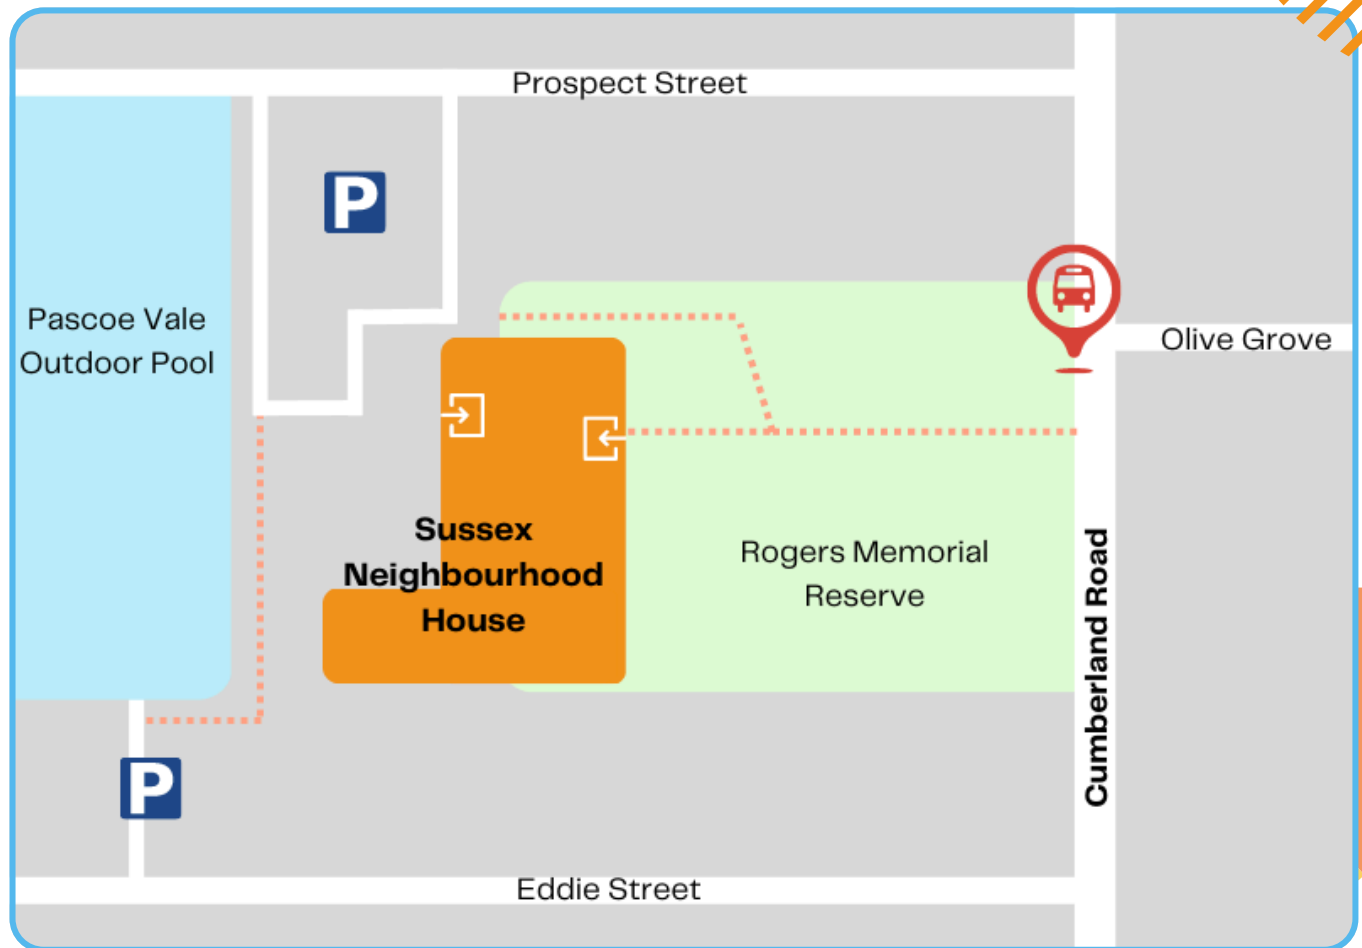 Prospect Street
P
Pascoe Vale
Outdoor Pool
Olive Grove
Sussex
Neighbourhood
House
Rogers Memorial
Reserve
Cumberland Road
P
Eddie Street